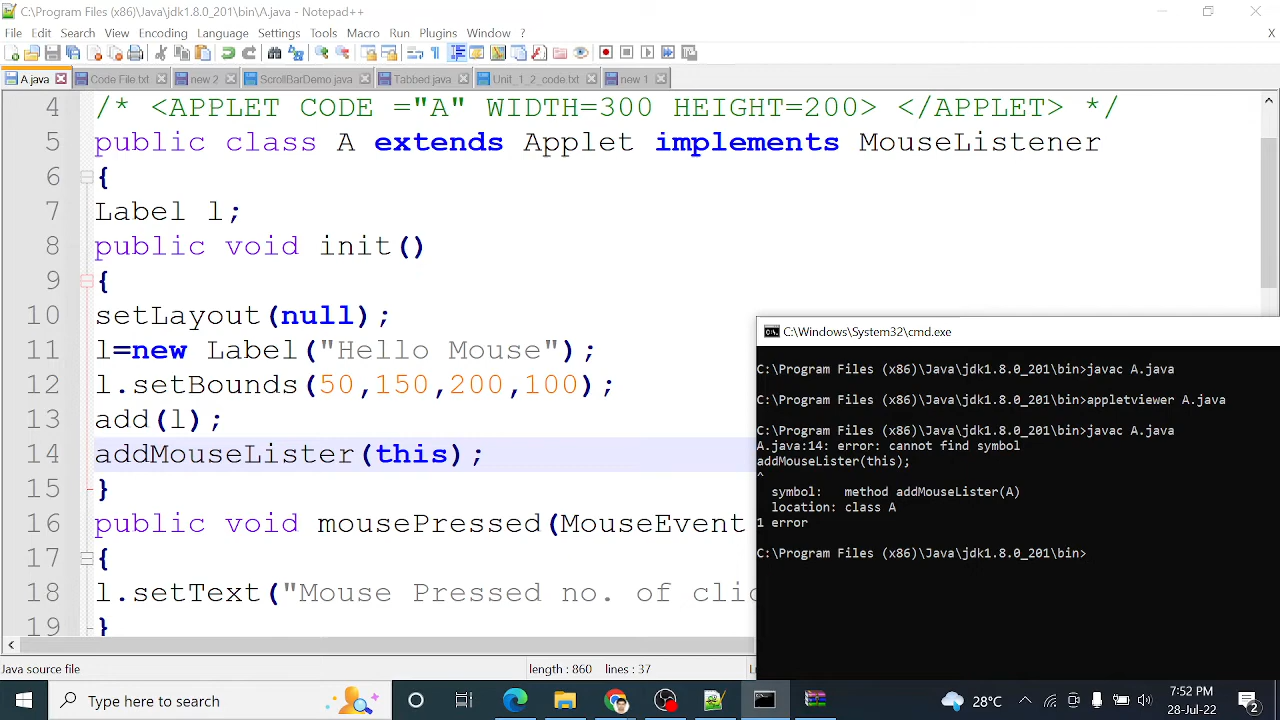 C:\Program Files (x86)\Java\jdk1.8.0_201\bin\A.java - Notepad++
File Edit Search View Encoding Language Settings Tools Macro Run Plugins Window ? X
A.java Code File.txt new 2 ScrollBarDemo.java Tabbed.java Unit_1_2_code.txt new 1
4 /* <APPLET CODE ="A" WIDTH=300 HEIGHT=200> </APPLET> */
5 public class A extends Applet implements MouseListener
6 {
7 Label l;
8 public void init()
9 {
10 setLayout(null);
11 l=new Label("Hello Mouse");
12 l.setBounds(50,150,200,100);
13 add(l);
14 addMouseLister(this);
15 }
16 public void mousePressed(MouseEvent
17 {
18 l.setText("Mouse Pressed no. of clic
19 }
C:\Windows\System32\cmd.exe
C:\Program Files (x86)\Java\jdk1.8.0_201\bin>javac A.java
C:\Program Files (x86)\Java\jdk1.8.0_201\bin>appletviewer A.java
C:\Program Files (x86)\Java\jdk1.8.0_201\bin>javac A.java
A.java:14: error: cannot find symbol
addMouseLister(this);
^
symbol: method addMouseLister(A)
location: class A
1 error
C:\Program Files (x86)\Java\jdk1.8.0_201\bin>
Java source file length : 860 lines : 37
Type here to search 28°C 7:52 PM
28-Jul-22
2